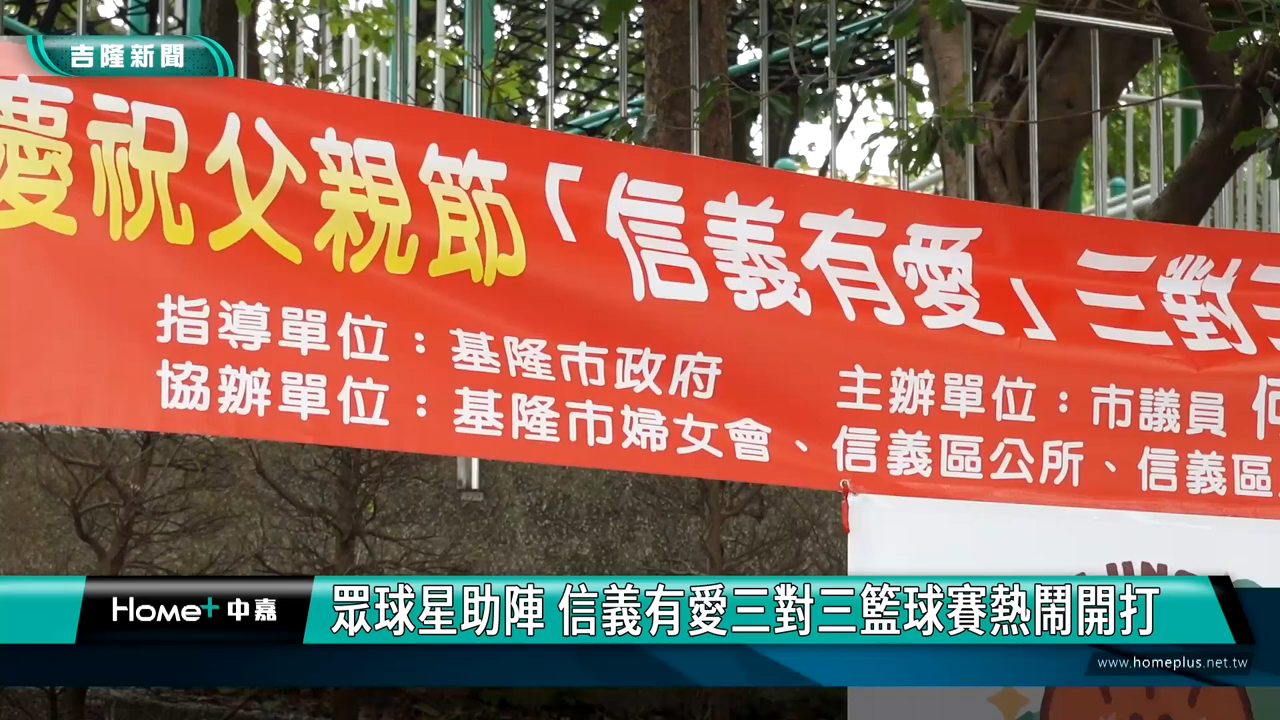 吉隆新聞
慶祝父親節「信義有愛」三對三
指導單位：基隆市政府
主辦單位：市議員 何
協辦單位：基隆市婦女會、信義區公所、信義區
Home+ 中嘉
眾球星助陣 信義有愛三對三籃球賽熱鬧開打
www.homeplus.net.tw